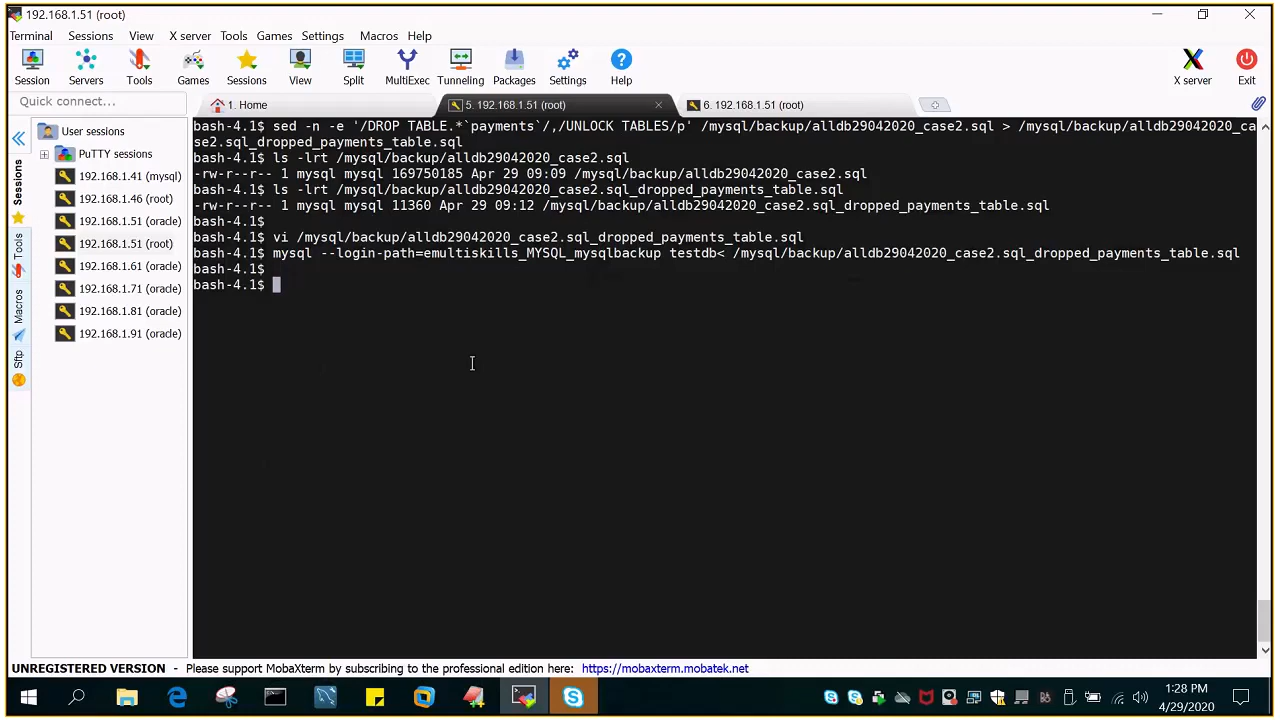 192.168.1.51 (root)
Terminal Sessions View X server Tools Games Settings Macros Help
Session Servers Tools Games Sessions View Split MultiExec Tunneling Packages Settings Help X server Exit
Quick connect...
1. Home
5. 192.168.1.51 (root)
6. 192.168.1.51 (root)
Sessions
Tools
Macros
Sftp
User sessions
PuTTY sessions
192.168.1.41 (mysql)
192.168.1.46 (root)
192.168.1.51 (oracle)
192.168.1.51 (root)
192.168.1.61 (oracle)
192.168.1.71 (oracle)
192.168.1.81 (oracle)
192.168.1.91 (oracle)
bash-4.1$ sed -n -e '/DROP TABLE.*`payments`/,/UNLOCK TABLES/p' /mysql/backup/alldb29042020_case2.sql > /mysql/backup/alldb29042020_ca
se2.sql_dropped_payments_table.sql
bash-4.1$ ls -lrt /mysql/backup/alldb29042020_case2.sql
-rw-r--r-- 1 mysql mysql 169750185 Apr 29 09:09 /mysql/backup/alldb29042020_case2.sql
bash-4.1$ ls -lrt /mysql/backup/alldb29042020_case2.sql_dropped_payments_table.sql
-rw-r--r-- 1 mysql mysql 11360 Apr 29 09:12 /mysql/backup/alldb29042020_case2.sql_dropped_payments_table.sql
bash-4.1$
bash-4.1$ vi /mysql/backup/alldb29042020_case2.sql_dropped_payments_table.sql
bash-4.1$ mysql --login-path=emultiskills_MYSQL_mysqlbackup testdb< /mysql/backup/alldb29042020_case2.sql_dropped_payments_table.sql
bash-4.1$
bash-4.1$
UNREGISTERED VERSION - Please support MobaXterm by subscribing to the professional edition here: https://mobaxterm.mobatek.net
1:28 PM
4/29/2020